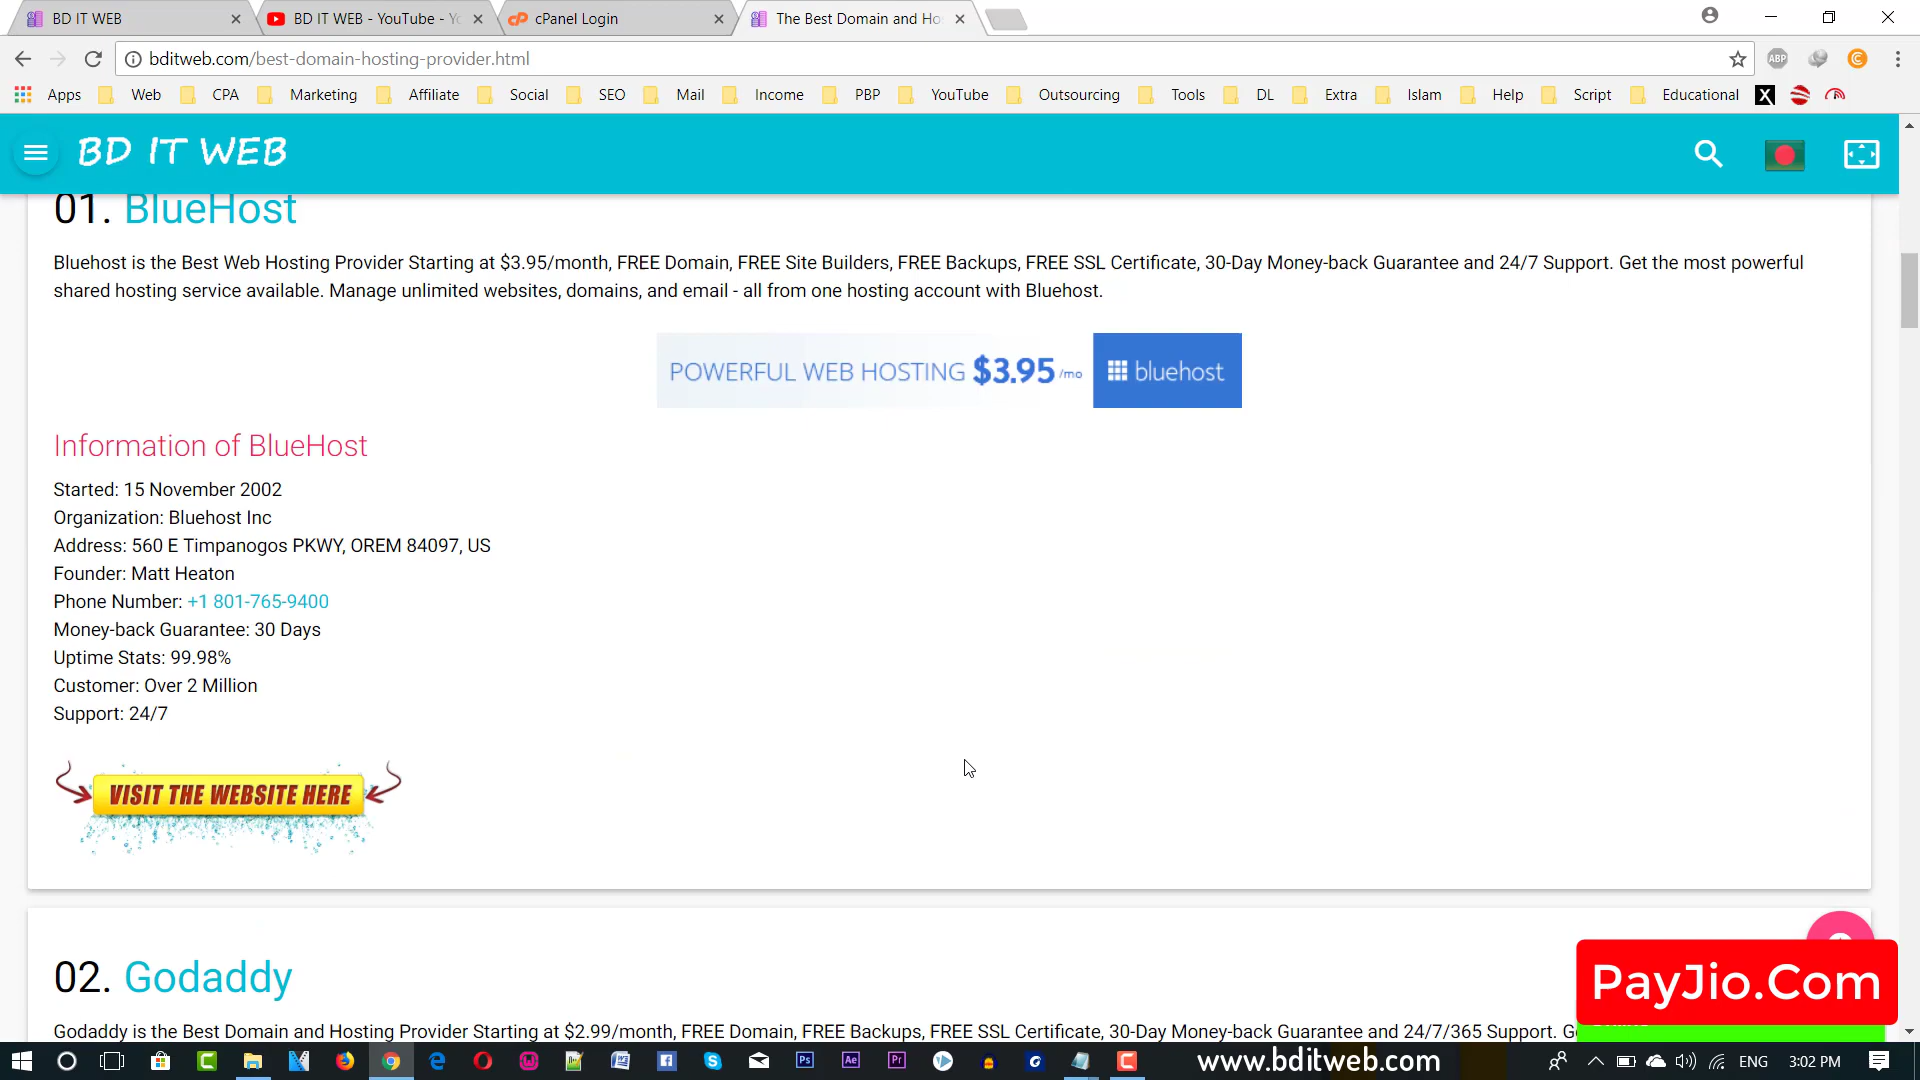 BD IT WEB
BD IT WEB - YouTube - Yo
cPanel Login
The Best Domain and Ho
bditweb.com/best-domain-hosting-provider.html
ABP
Apps Web CPA Marketing Affiliate Social SEO Mail Income PBP YouTube Outsourcing Tools DL Extra Islam Help Script Educational X
BD IT WEB
01. BlueHost
Bluehost is the Best Web Hosting Provider Starting at $3.95/month, FREE Domain, FREE Site Builders, FREE Backups, FREE SSL Certificate, 30-Day Money-back Guarantee and 24/7 Support. Get the most powerful
shared hosting service available. Manage unlimited websites, domains, and email - all from one hosting account with Bluehost.
POWERFUL WEB HOSTING $3.95 /mo bluehost
Information of BlueHost
Started: 15 November 2002
Organization: Bluehost Inc
Address: 560 E Timpanogos PKWY, OREM 84097, US
Founder: Matt Heaton
Phone Number: +1 801-765-9400
Money-back Guarantee: 30 Days
Uptime Stats: 99.98%
Customer: Over 2 Million
Support: 24/7
VISIT THE WEBSITE HERE
02. Godaddy
Godaddy is the Best Domain and Hosting Provider Starting at $2.99/month, FREE Domain, FREE Backups, FREE SSL Certificate, 30-Day Money-back Guarantee and 24/7/365 Support.
PayJio.Com
Ps Ae Pr
www.bditweb.com
ENG 3:02 PM